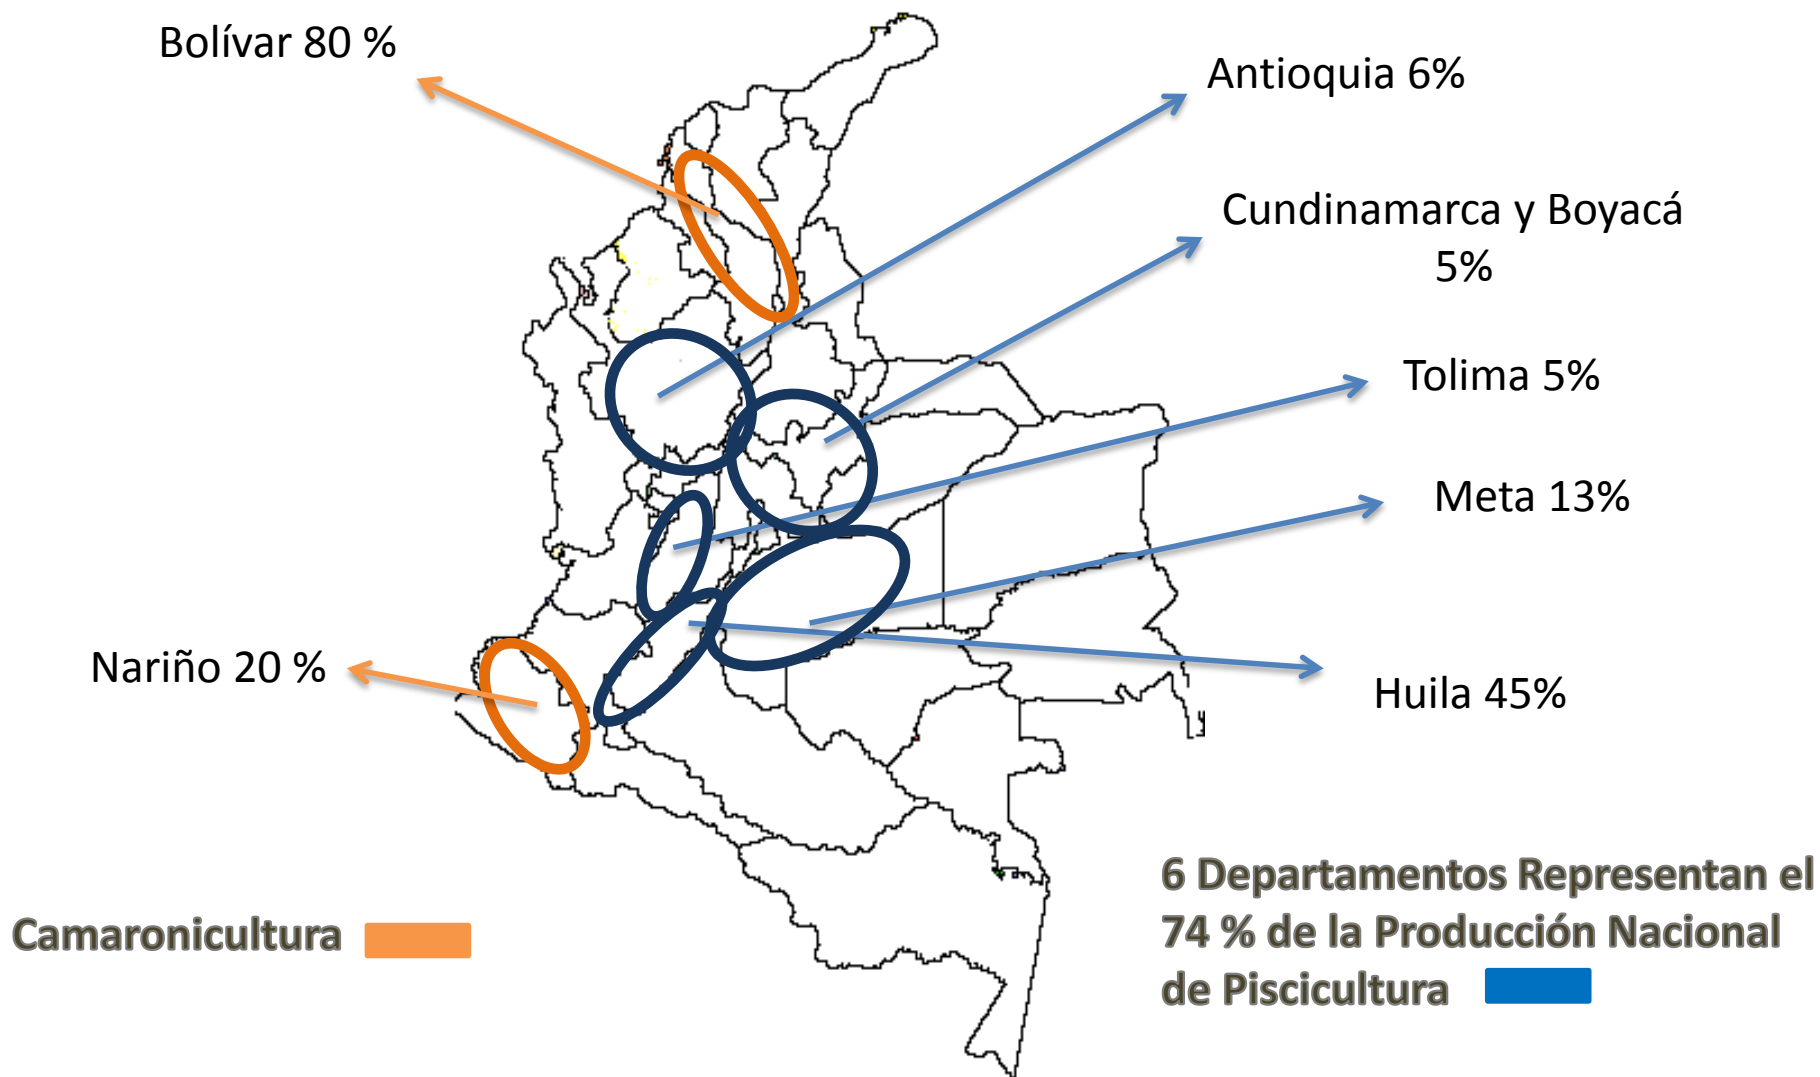 Bolívar 80 %
Antioquia 6%
Cundinamarca y Boyacá
5%
Tolima 5%
Meta 13%
Nariño 20 %
Huila 45%
Camaronicultura
6 Departamentos Representan el
74 % de la Producción Nacional
de Piscicultura